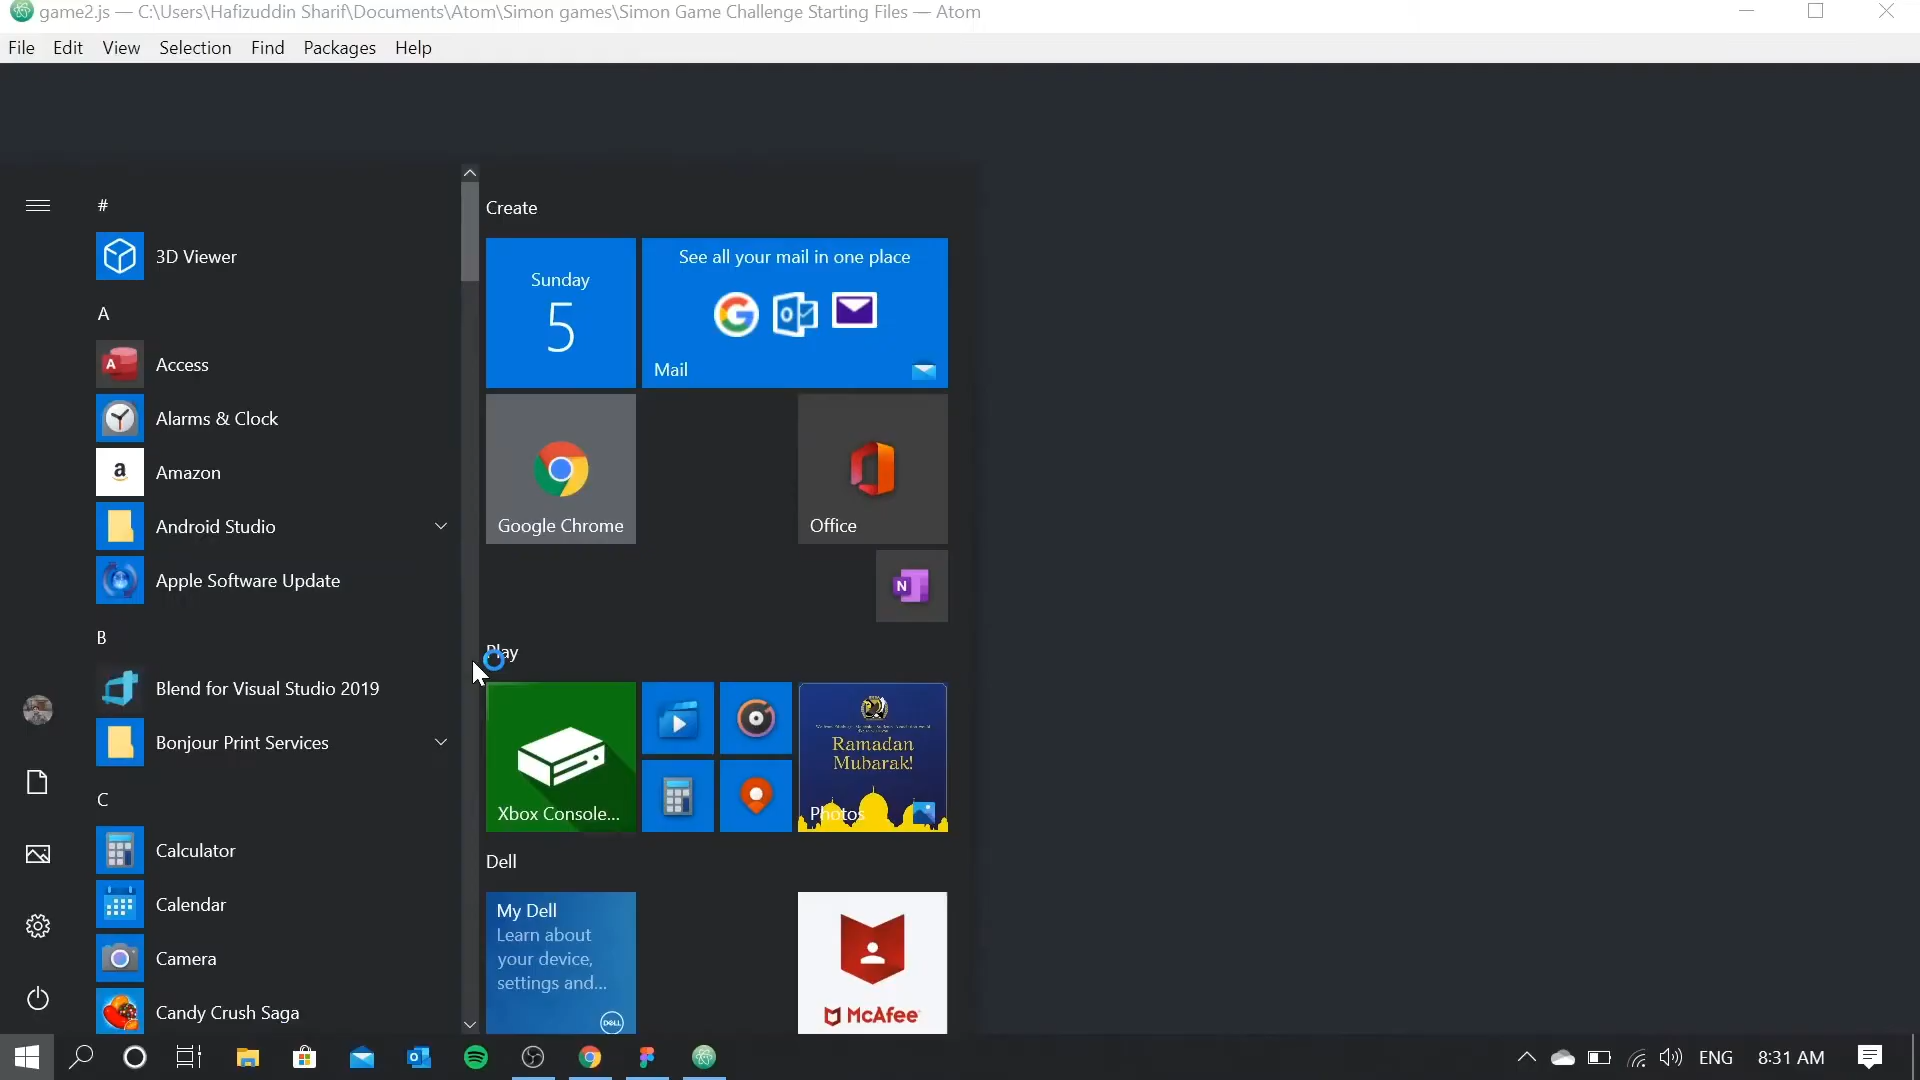 game2.js — C:\Users\Hafizuddin Sharif\Documents\Atom\Simon games\Simon Game Challenge Starting Files — Atom
File Edit View Selection Find Packages Help
#
3D Viewer
A
Access
Alarms & Clock
a
Amazon
Android Studio
Apple Software Update
B
Blend for Visual Studio 2019
Bonjour Print Services
C
Calculator
Calendar
Camera
Candy Crush Saga
Create
Sunday
5
See all your mail in one place
Mail
Google Chrome
Office
N
Play
Xbox Console...
Ramadan
Mubarak!
Photos
Dell
My Dell
Learn about
your device,
settings and...
DELL
McAfee
ENG 8:31 AM